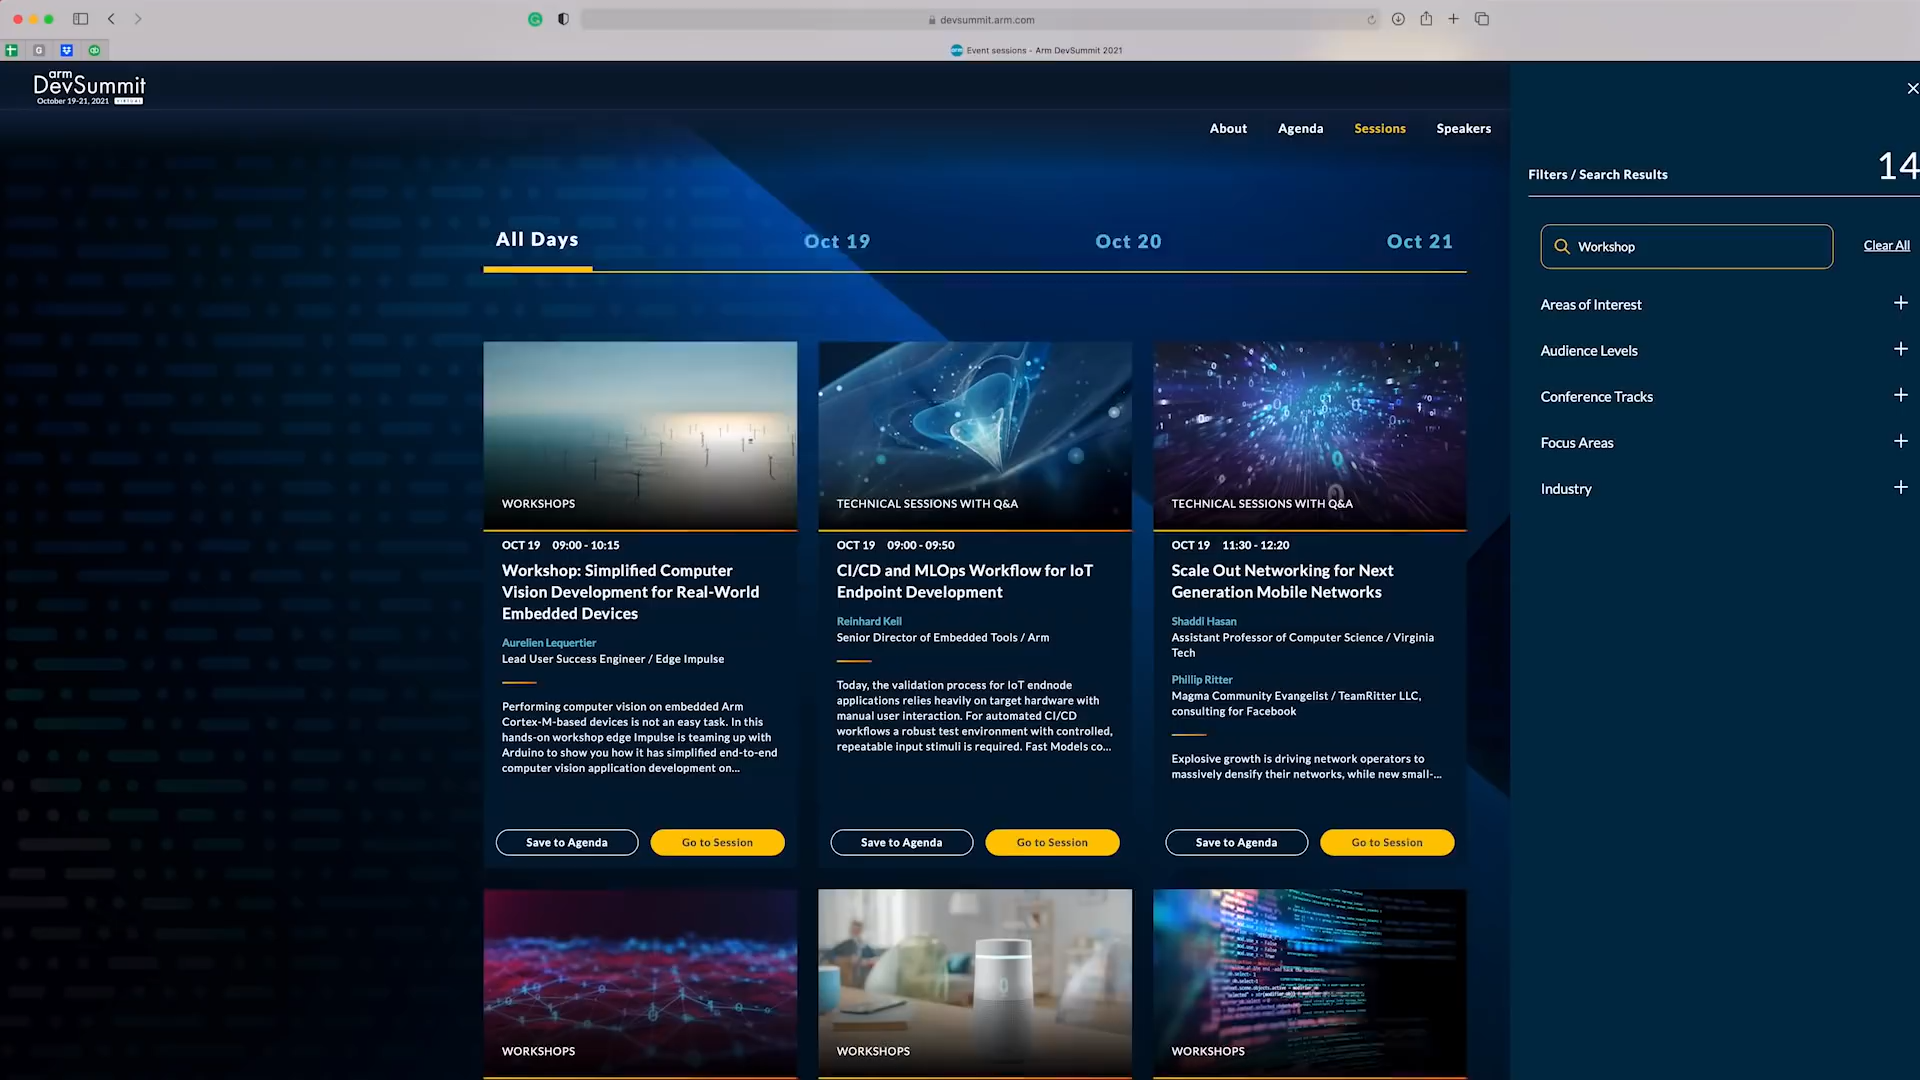 devsummit.arm.com
Event sessions - Arm DevSummit 2021
arm
DevSummit
October 19-21, 2021 VIRTUAL
About Agenda Sessions Speakers
Filters / Search Results 14
All Days Oct 19 Oct 20 Oct 21
Workshop
Clear All
Areas of Interest
Audience Levels
Conference Tracks
Focus Areas
Industry
WORKSHOPS
OCT 19 09:00 - 10:15
Workshop: Simplified Computer
Vision Development for Real-World
Embedded Devices
Aurelien Lequertier
Lead User Success Engineer / Edge Impulse
Performing computer vision on embedded Arm
Cortex-M-based devices is not an easy task. In this
hands-on workshop edge Impulse is teaming up with
Arduino to show you how it has simplified end-to-end
computer vision application development on...
Save to Agenda Go to Session
TECHNICAL SESSIONS WITH Q&A
OCT 19 09:00 - 09:50
CI/CD and MLOps Workflow for IoT
Endpoint Development
Reinhard Keil
Senior Director of Embedded Tools / Arm
Today, the validation process for IoT endnode
applications relies heavily on target hardware with
manual user interaction. For automated CI/CD
workflows a robust test environment with controlled,
repeatable input stimuli is required. Fast Models co...
Save to Agenda Go to Session
TECHNICAL SESSIONS WITH Q&A
OCT 19 11:30 - 12:20
Scale Out Networking for Next
Generation Mobile Networks
Shaddi Hasan
Assistant Professor of Computer Science / Virginia
Tech
Phillip Ritter
Magma Community Evangelist / TeamRitter LLC,
consulting for Facebook
Explosive growth is driving network operators to
massively densify their networks, while new small-...
Save to Agenda Go to Session
WORKSHOPS
WORKSHOPS
WORKSHOPS